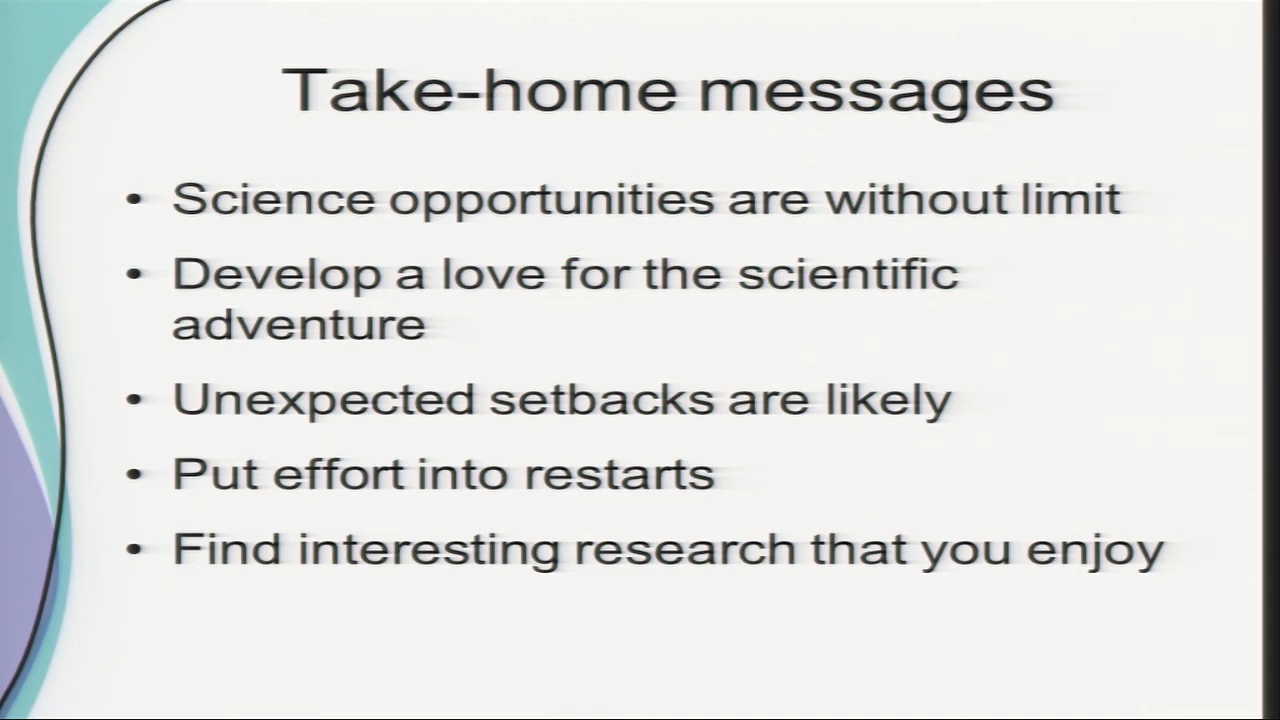 Take-home messages
• Science opportunities are without limit
• Develop a love for the scientific
adventure
• Unexpected setbacks are likely
• Put effort into restarts
• Find interesting research that you enjoy